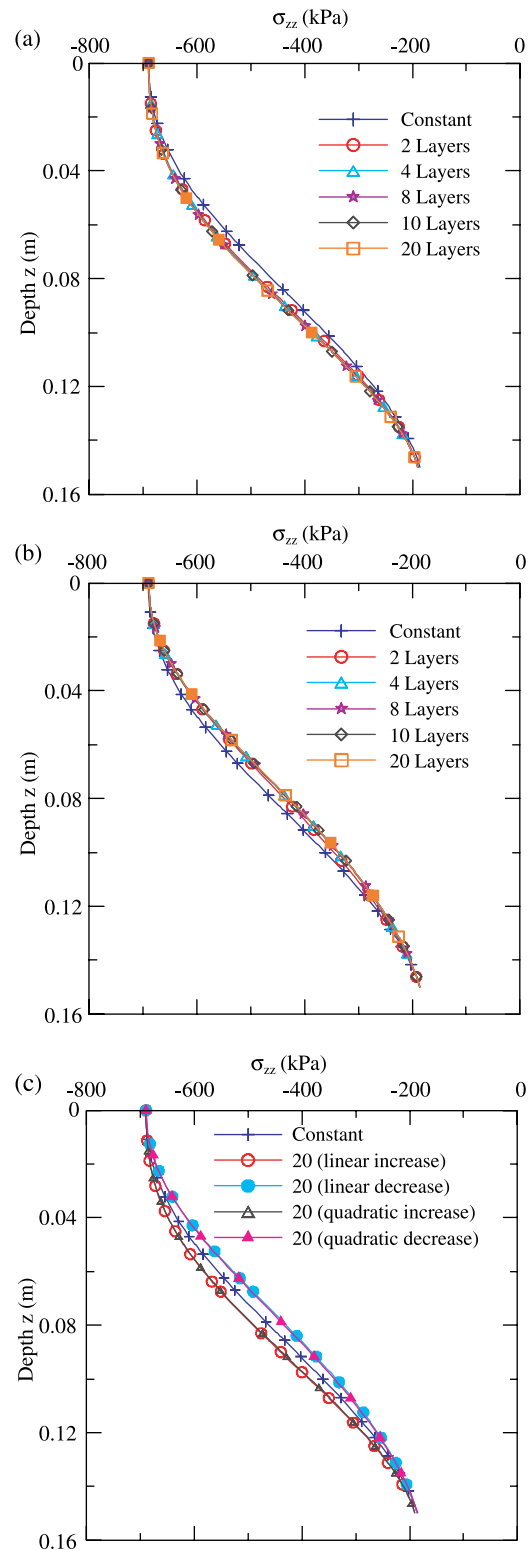 (a)
σzz (kPa)
-800 -600 -400 -200 0
0
0.04
0.08
0.12
0.16
Depth z (m)
Constant
2 Layers
4 Layers
8 Layers
10 Layers
20 Layers
(b)
σzz (kPa)
-800 -600 -400 -200 0
0
0.04
0.08
0.12
0.16
Depth z (m)
Constant
2 Layers
4 Layers
8 Layers
10 Layers
20 Layers
(c)
σzz (kPa)
-800 -600 -400 -200 0
0
0.04
0.08
0.12
0.16
Depth z (m)
Constant
20 (linear increase)
20 (linear decrease)
20 (quadratic increase)
20 (quadratic decrease)